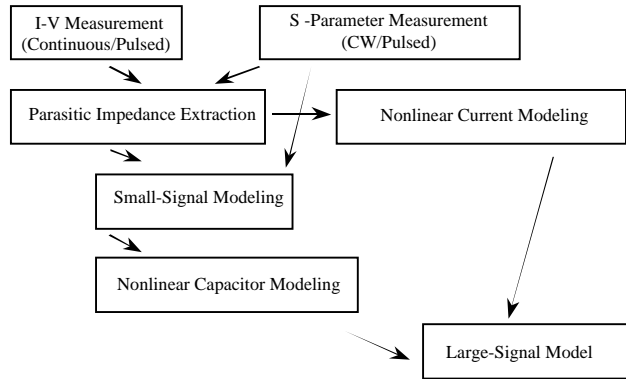 I-V Measurement
(Continuous/Pulsed)
S -Parameter Measurement
(CW/Pulsed)
Parasitic Impedance Extraction
Nonlinear Current Modeling
Small-Signal Modeling
Nonlinear Capacitor Modeling
Large-Signal Model